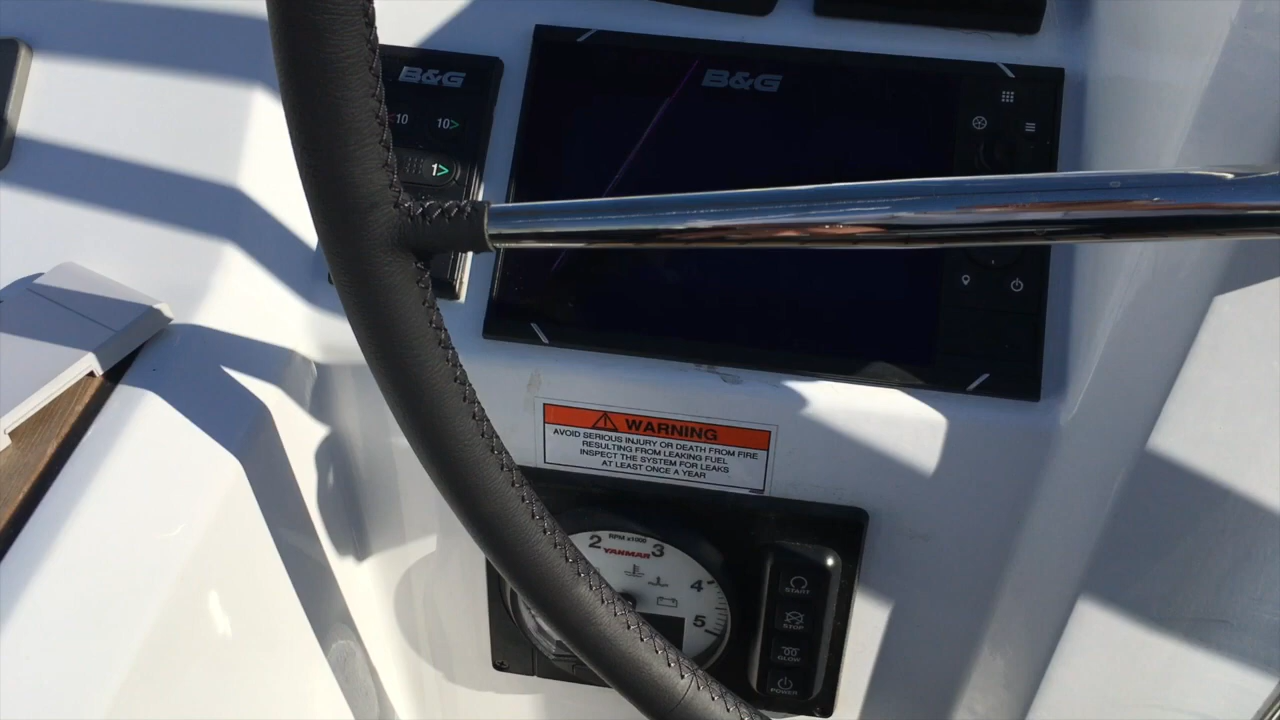 B&G
<10
10>
1>
B&G
WARNING
AVOID SERIOUS INJURY OR DEATH FROM FIRE
RESULTING FROM LEAKING FUEL
INSPECT THE SYSTEM FOR LEAKS
AT LEAST ONCE A YEAR
RPM x1000
2
3
YANMAR
4
5
START
STOP
GLOW
POWER